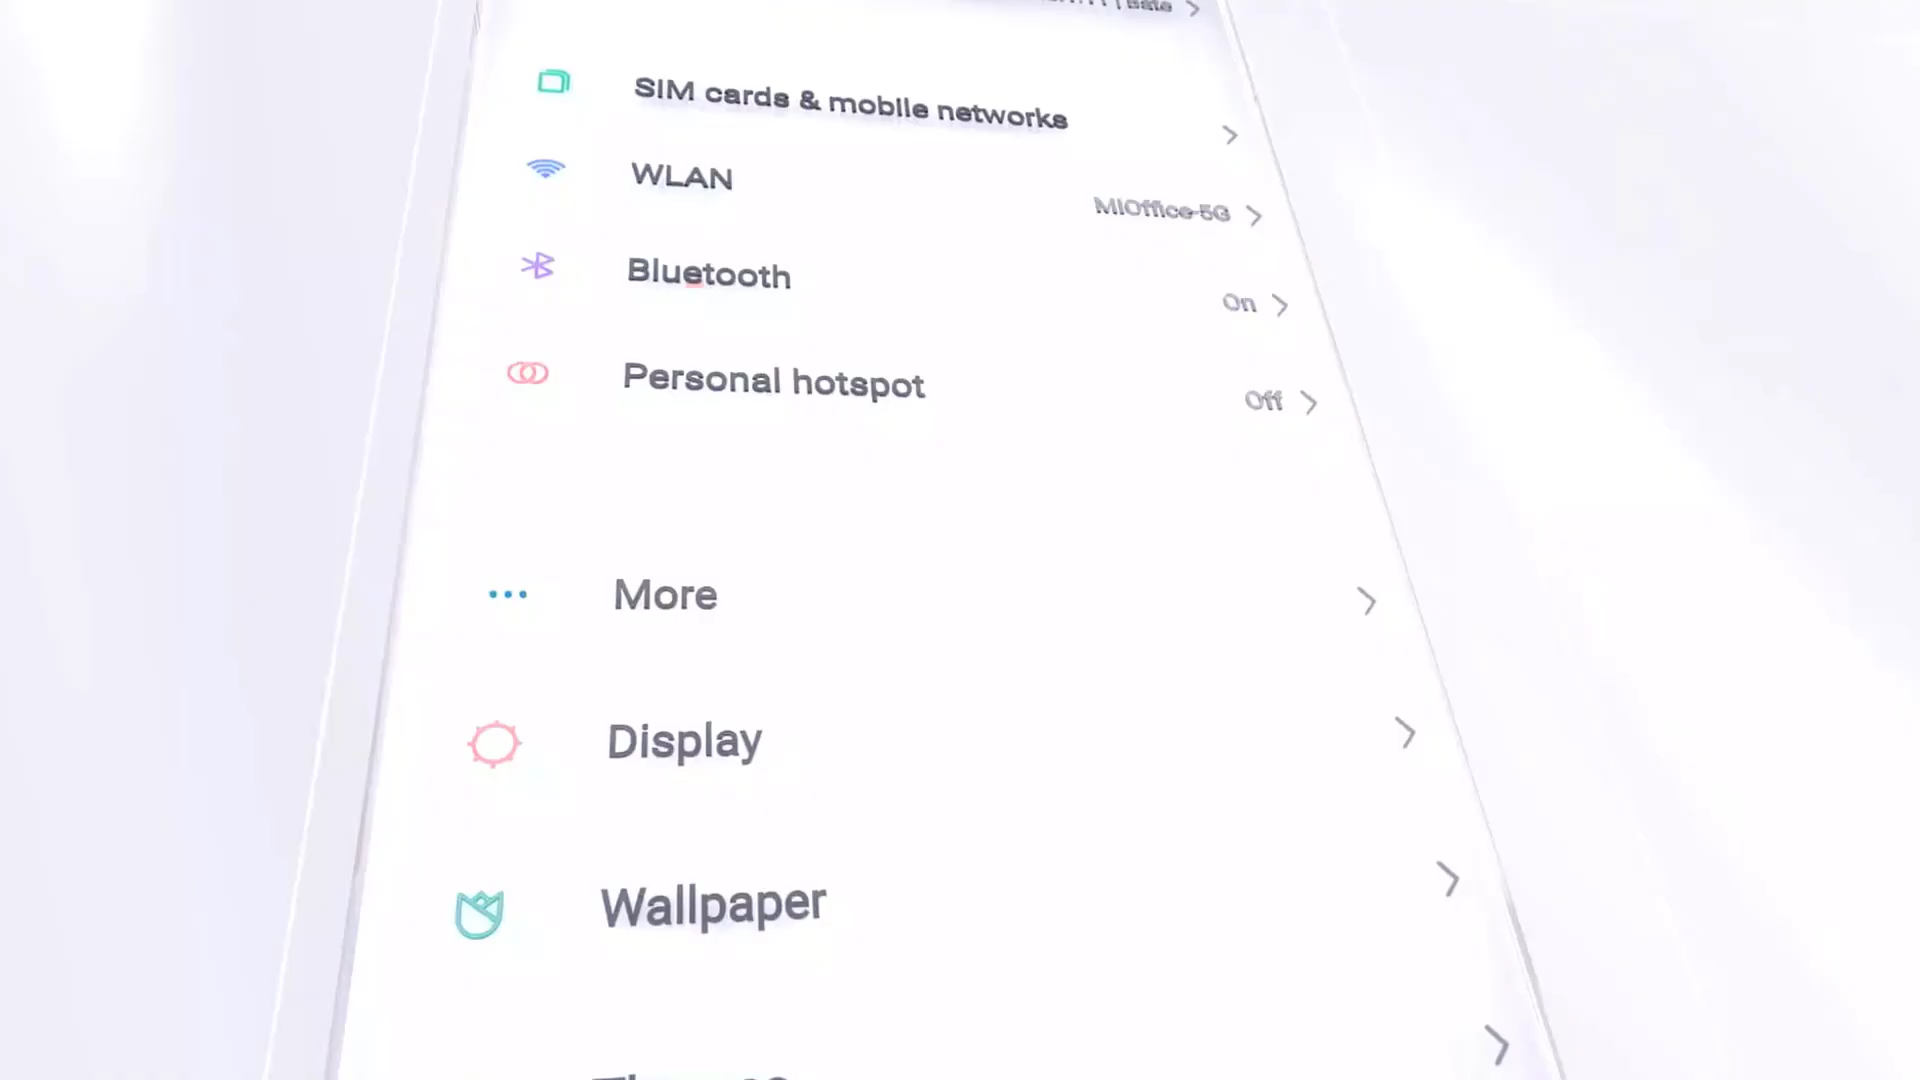 SIM cards & mobile networks
WLAN
MIOffice-5G
Bluetooth
On
Personal hotspot
Off
More
Display
Wallpaper